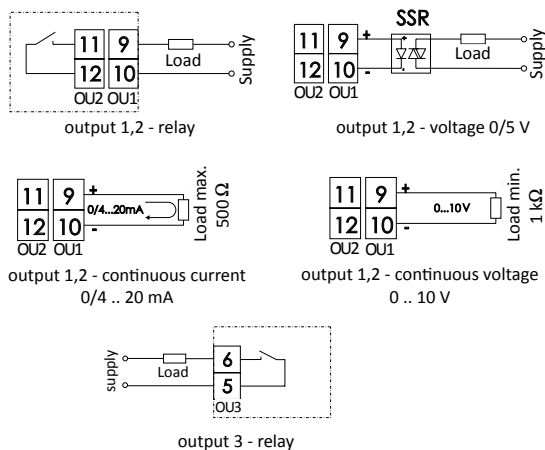 11 9
12 10
OU2 OU1
Load
Supply
output 1,2 - relay
SSR
11 9 +
12 10 -
OU2 OU1
Load
Supply
output 1,2 - voltage 0/5 V
11 9 +
0/4...20mA
12 10 -
OU2 OU1
Load max.
500 Ω
output 1,2 - continuous current
0/4 .. 20 mA
11 9 +
0...10V
12 10 -
OU2 OU1
Load min.
1 kΩ
output 1,2 - continuous voltage
0 .. 10 V
supply
Load
6
5
OU3
output 3 - relay